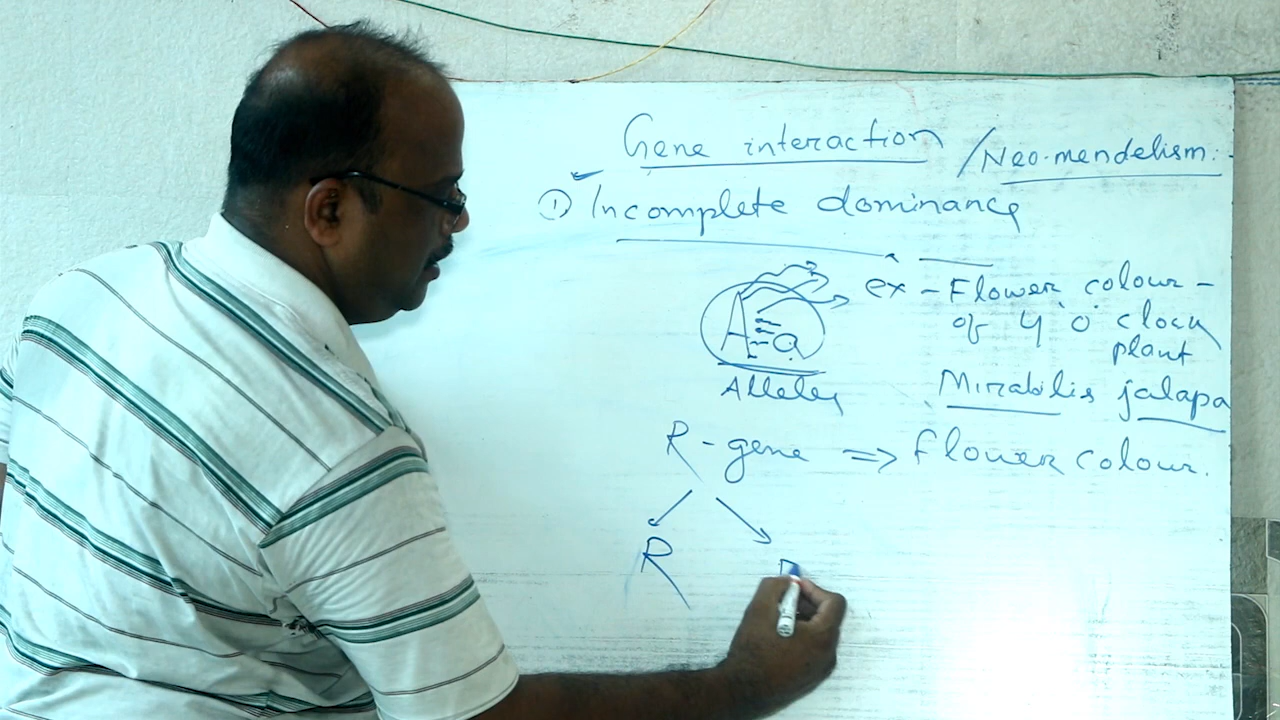 Gene interaction / Neo-mendelism:
① Incomplete dominance
ex - Flower colour -
of 4 'o' clock
plant
A a
Alleles
Mirabilis jalapa
R - gene ⇒ flower colour.
R